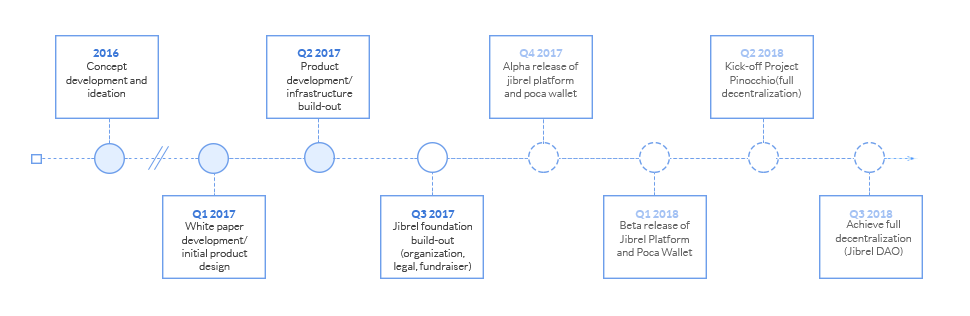 2016
Concept
development and
ideation
Q1 2017
White paper
development/
initial product
design
Q2 2017
Product
development/
infrastructure
build-out
Q3 2017
Jibrel foundation
build-out
(organization,
legal, fundraiser)
Q4 2017
Alpha release of
jibrel platform
and poca wallet
Q1 2018
Beta release of
Jibrel Platform
and Poca Wallet
Q2 2018
Kick-off Project
Pinocchio(full
decentralization)
Q3 2018
Achieve full
decentralization
(Jibrel DAO)